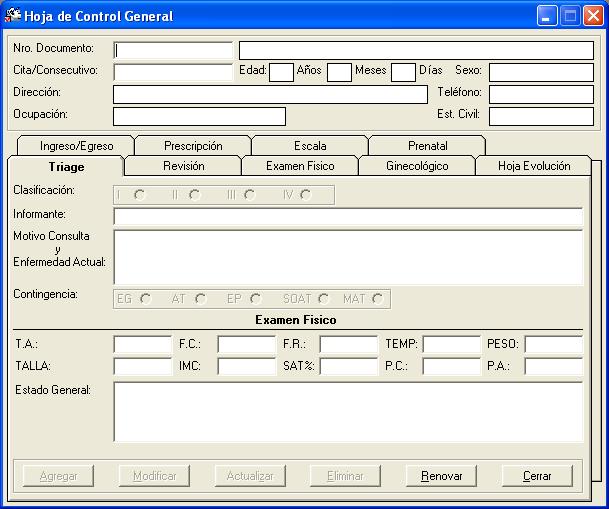 Hoja de Control General
Nro. Documento:
Cita/Consecutivo: Edad: Años Meses Días Sexo:
Dirección: Teléfono:
Ocupación: Est. Civil:
Ingreso/Egreso Prescripción Escala Prenatal
Triage Revisión Examen Fisico Ginecológico Hoja Evolución
Clasificación: I II III IV
Informante:
Motivo Consulta
y
Enfermedad Actual:
Contingencia: EG AT EP SOAT MAT
Examen Fisico
T.A.: F.C.: F.R.: TEMP: PESO:
TALLA: IMC: SAT%: P.C.: P.A.:
Estado General:
Agregar Modificar Actualizar Eliminar Renovar Cerrar